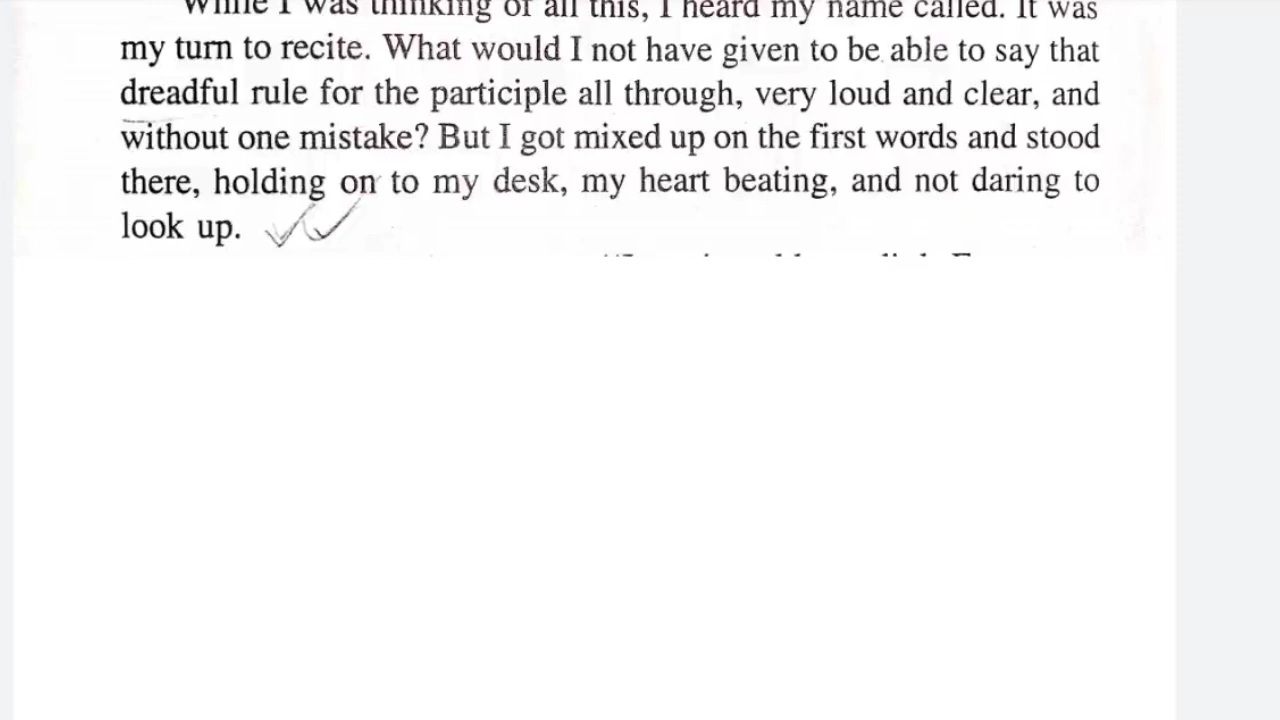 While I was thinking of all this, I heard my name called. It was
my turn to recite. What would I not have given to be able to say that
dreadful rule for the participle all through, very loud and clear, and
without one mistake? But I got mixed up on the first words and stood
there, holding on to my desk, my heart beating, and not daring to
look up.